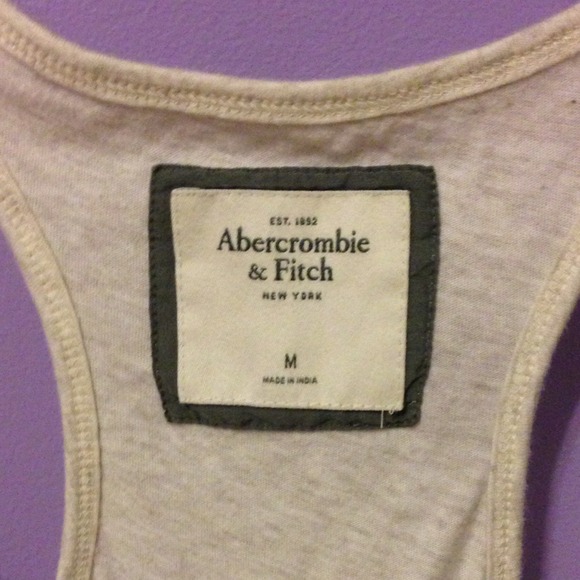 EST. 1892
Abercrombie
& Fitch
NEW YORK
M
MADE IN INDIA